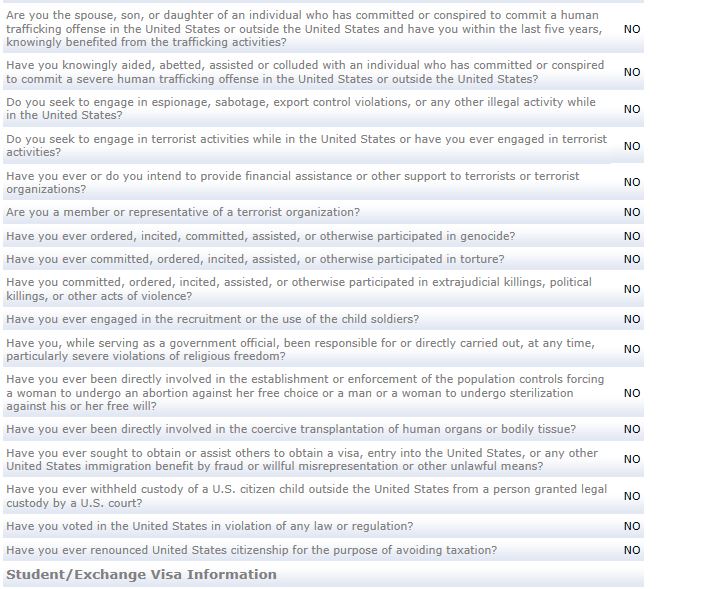 Are you the spouse, son, or daughter of an individual who has committed or conspired to commit a human
trafficking offense in the United States or outside the United States and have you within the last five years, NO
knowingly benefited from the trafficking activities?
Have you knowingly aided, abetted, assisted or colluded with an individual who has committed or conspired NO
to commit a severe human trafficking offense in the United States or outside the United States?
Do you seek to engage in espionage, sabotage, export control violations, or any other illegal activity while NO
in the United States?
Do you seek to engage in terrorist activities while in the United States or have you ever engaged in terrorist NO
activities?
Have you ever or do you intend to provide financial assistance or other support to terrorists or terrorist NO
organizations?
Are you a member or representative of a terrorist organization? NO
Have you ever ordered, incited, committed, assisted, or otherwise participated in genocide? NO
Have you ever committed, ordered, incited, assisted, or otherwise participated in torture? NO
Have you committed, ordered, incited, assisted, or otherwise participated in extrajudicial killings, political NO
killings, or other acts of violence?
Have you ever engaged in the recruitment or the use of the child soldiers? NO
Have you, while serving as a government official, been responsible for or directly carried out, at any time, NO
particularly severe violations of religious freedom?
Have you ever been directly involved in the establishment or enforcement of the population controls forcing
a woman to undergo an abortion against her free choice or a man or a woman to undergo sterilization NO
against his or her free will?
Have you ever been directly involved in the coercive transplantation of human organs or bodily tissue? NO
Have you ever sought to obtain or assist others to obtain a visa, entry into the United States, or any other NO
United States immigration benefit by fraud or willful misrepresentation or other unlawful means?
Have you ever withheld custody of a U.S. citizen child outside the United States from a person granted legal NO
custody by a U.S. court?
Have you voted in the United States in violation of any law or regulation? NO
Have you ever renounced United States citizenship for the purpose of avoiding taxation? NO
Student/Exchange Visa Information